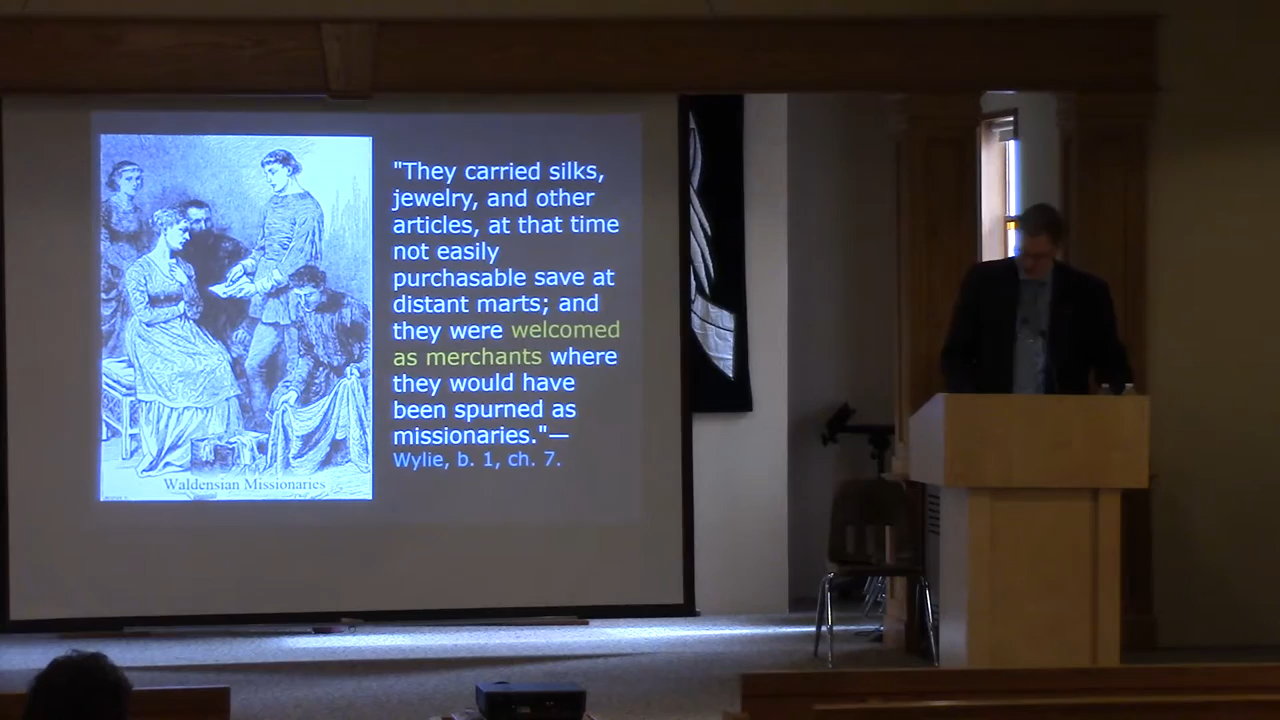 "They carried silks,
jewelry, and other
articles, at that time
not easily
purchasable save at
distant marts; and
they were welcomed
as merchants where
they would have
been spurned as
missionaries."—
Wylie, b. 1, ch. 7.
Waldensian Missionaries